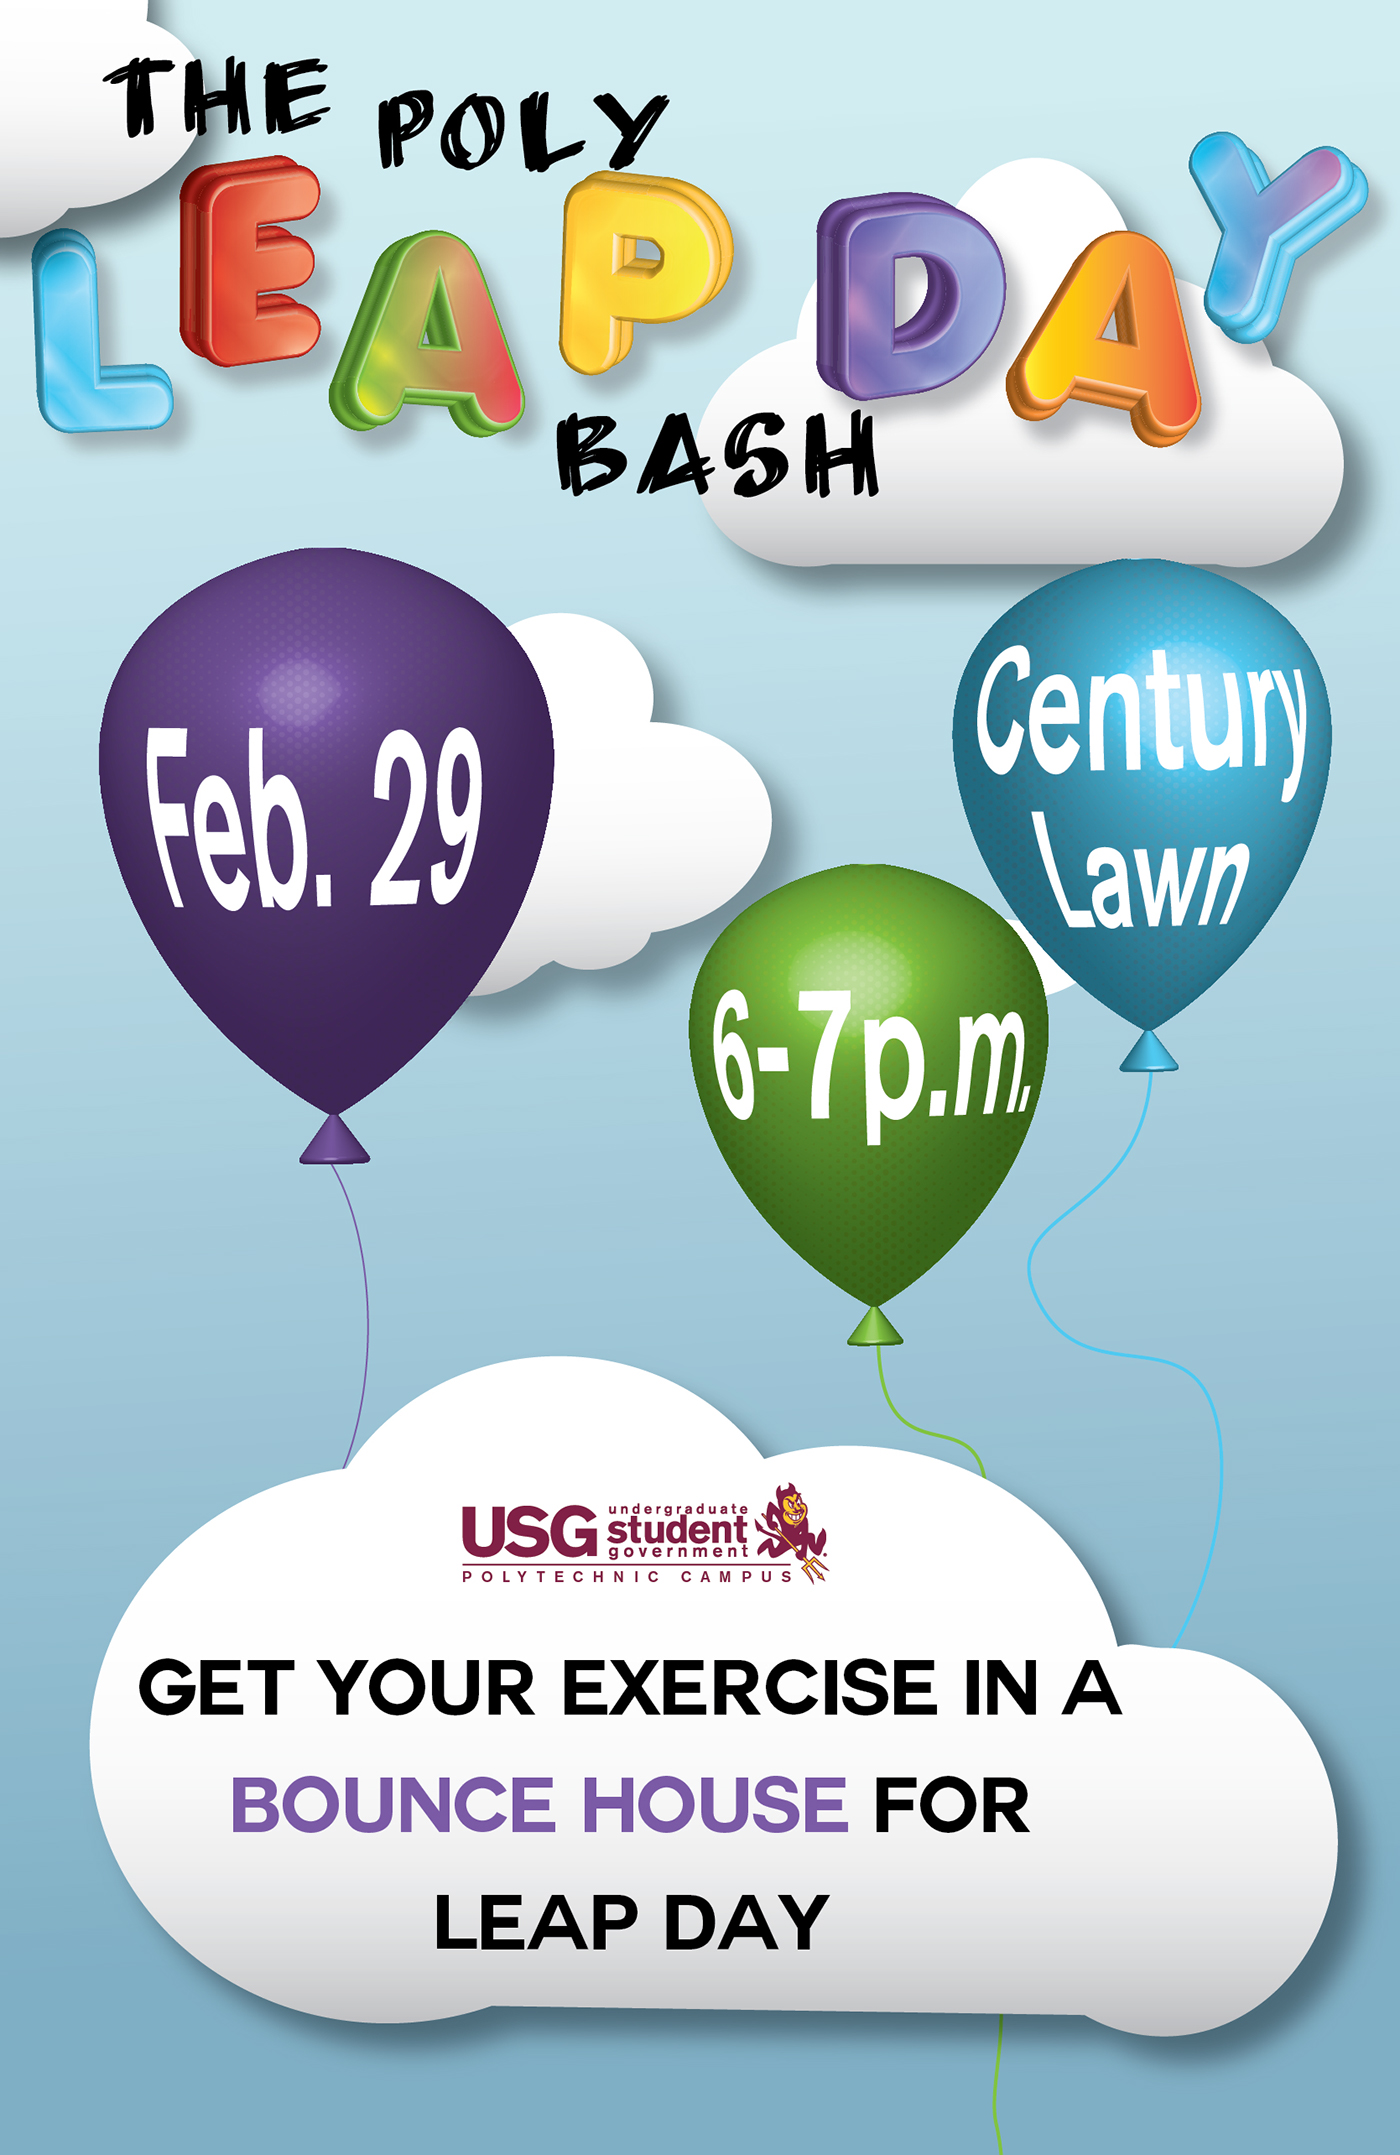 THE POLY
LEAP DAY
BASH
Feb. 29
Century
Lawn
6-7p.m.
USG undergraduate
student
government
POLYTECHNIC CAMPUS
GET YOUR EXERCISE IN A
BOUNCE HOUSE FOR
LEAP DAY